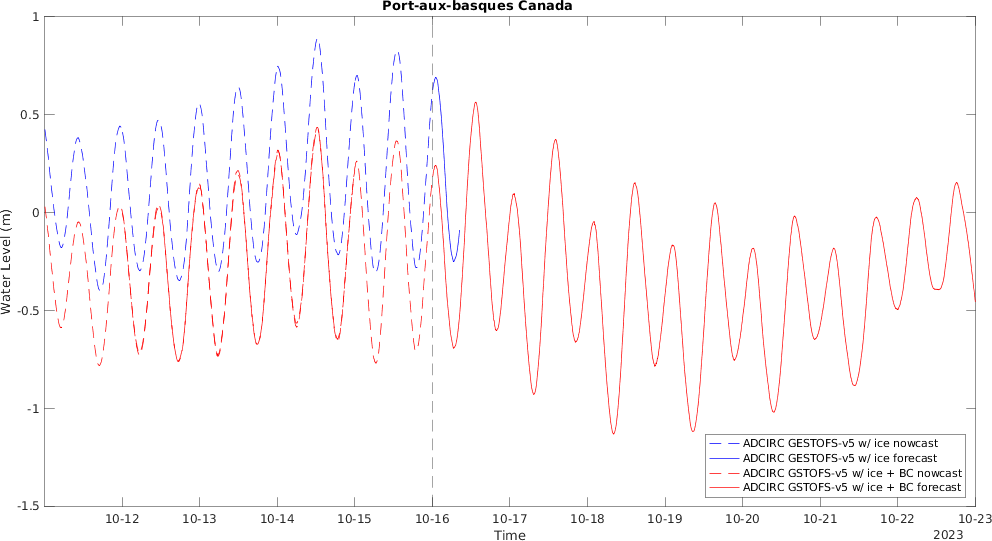 Port-aux-basques Canada
Water Level (m)
1
0.5
0
-0.5
-1
-1.5
ADCIRC GESTOFS-v5 w/ ice nowcast
ADCIRC GESTOFS-v5 w/ ice forecast
ADCIRC GSTOFS-v5 w/ ice + BC nowcast
ADCIRC GSTOFS-v5 w/ ice + BC forecast
10-12 10-13 10-14 10-15 10-16 10-17 10-18 10-19 10-20 10-21 10-22 10-23
Time
2023